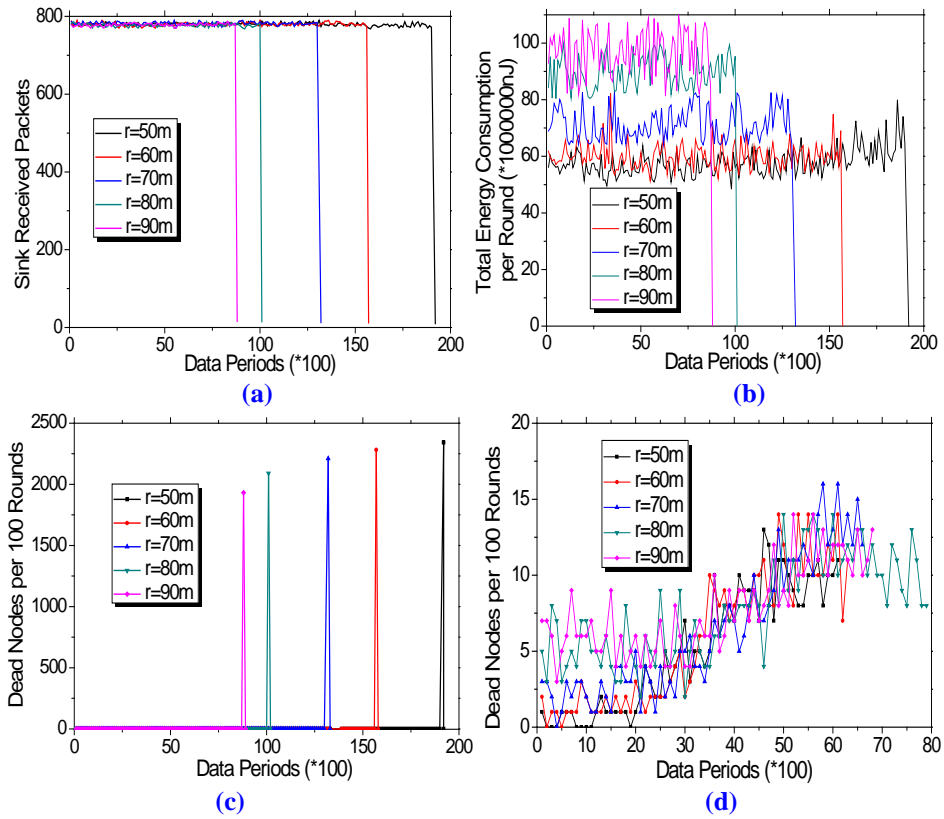 800
600
400
200
0
Sink Received Packets
r=50m
r=60m
r=70m
r=80m
r=90m
0 50 100 150 200
Data Periods (*100)
(a)
100
80
60
40
20
0
Total Energy Consumption
per Round (*1000000nJ)
r=50m
r=60m
r=70m
r=80m
r=90m
0 50 100 150 200
Data Periods (*100)
(b)
2500
2000
1500
1000
500
0
Dead Nodes per 100 Rounds
r=50m
r=60m
r=70m
r=80m
r=90m
0 50 100 150 200
Data Periods (*100)
(c)
20
15
10
5
0
Dead Nodes per 100 Rounds
r=50m
r=60m
r=70m
r=80m
r=90m
0 10 20 30 40 50 60 70 80
Data Periods (*100)
(d)